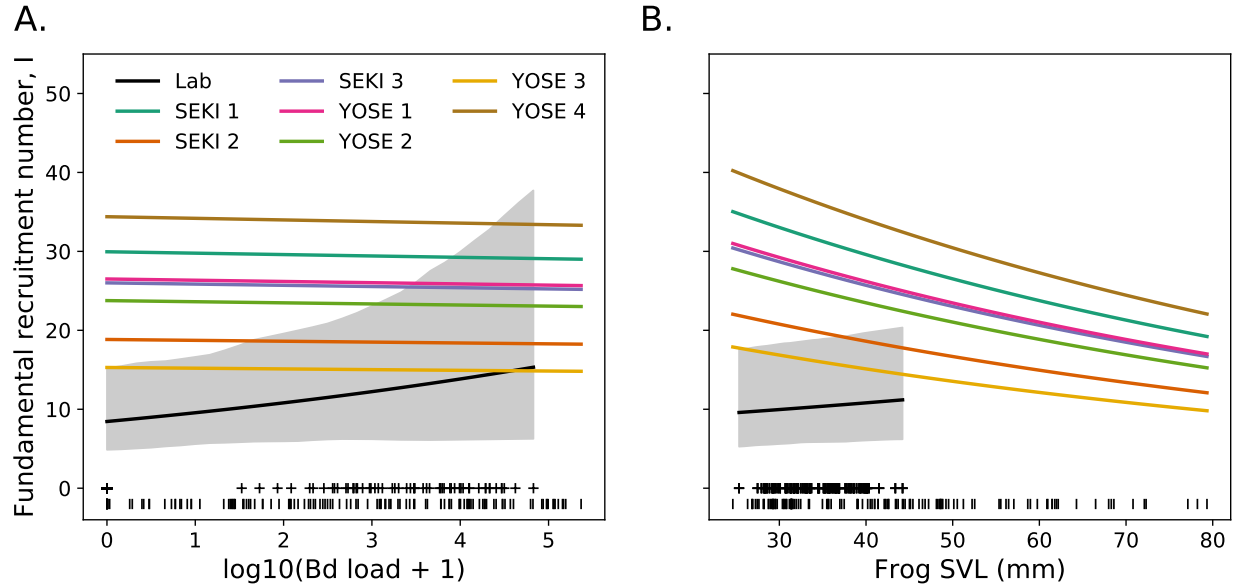 A.
B.
Fundamental recruitment number, I
50
40
30
20
10
0
Lab
SEKI 1
SEKI 2
SEKI 3
YOSE 1
YOSE 2
YOSE 3
YOSE 4
0 1 2 3 4 5
log10(Bd load + 1)
30 40 50 60 70 80
Frog SVL (mm)